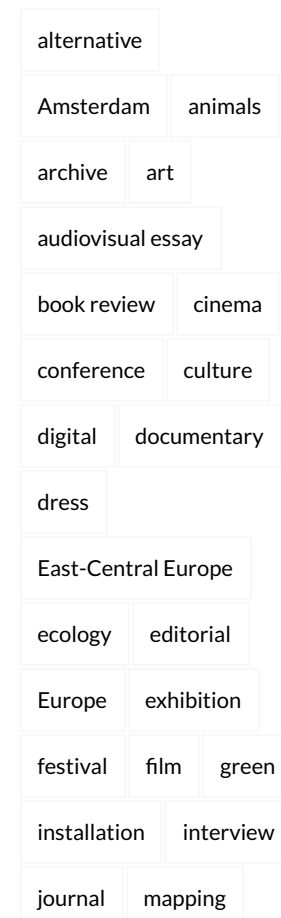 alternative
Amsterdam animals
archive art
audiovisual essay
book review cinema
conference culture
digital documentary
dress
East-Central Europe
ecology editorial
Europe exhibition
festival film green
installation interview
journal mapping